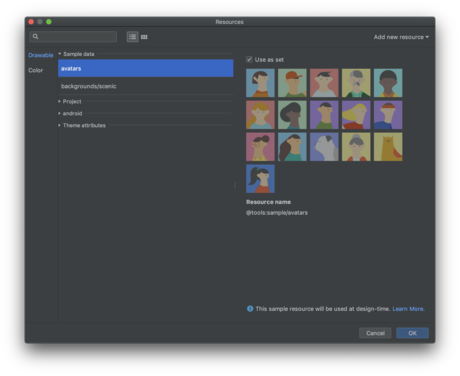 Resources
Add new resource
Drawable
Sample data
Use as set
Color
avatars
backgrounds/scenic
Project
android
Theme attributes
Resource name
@tools:sample/avatars
This sample resource will be used at design-time. Learn More.
Cancel
OK